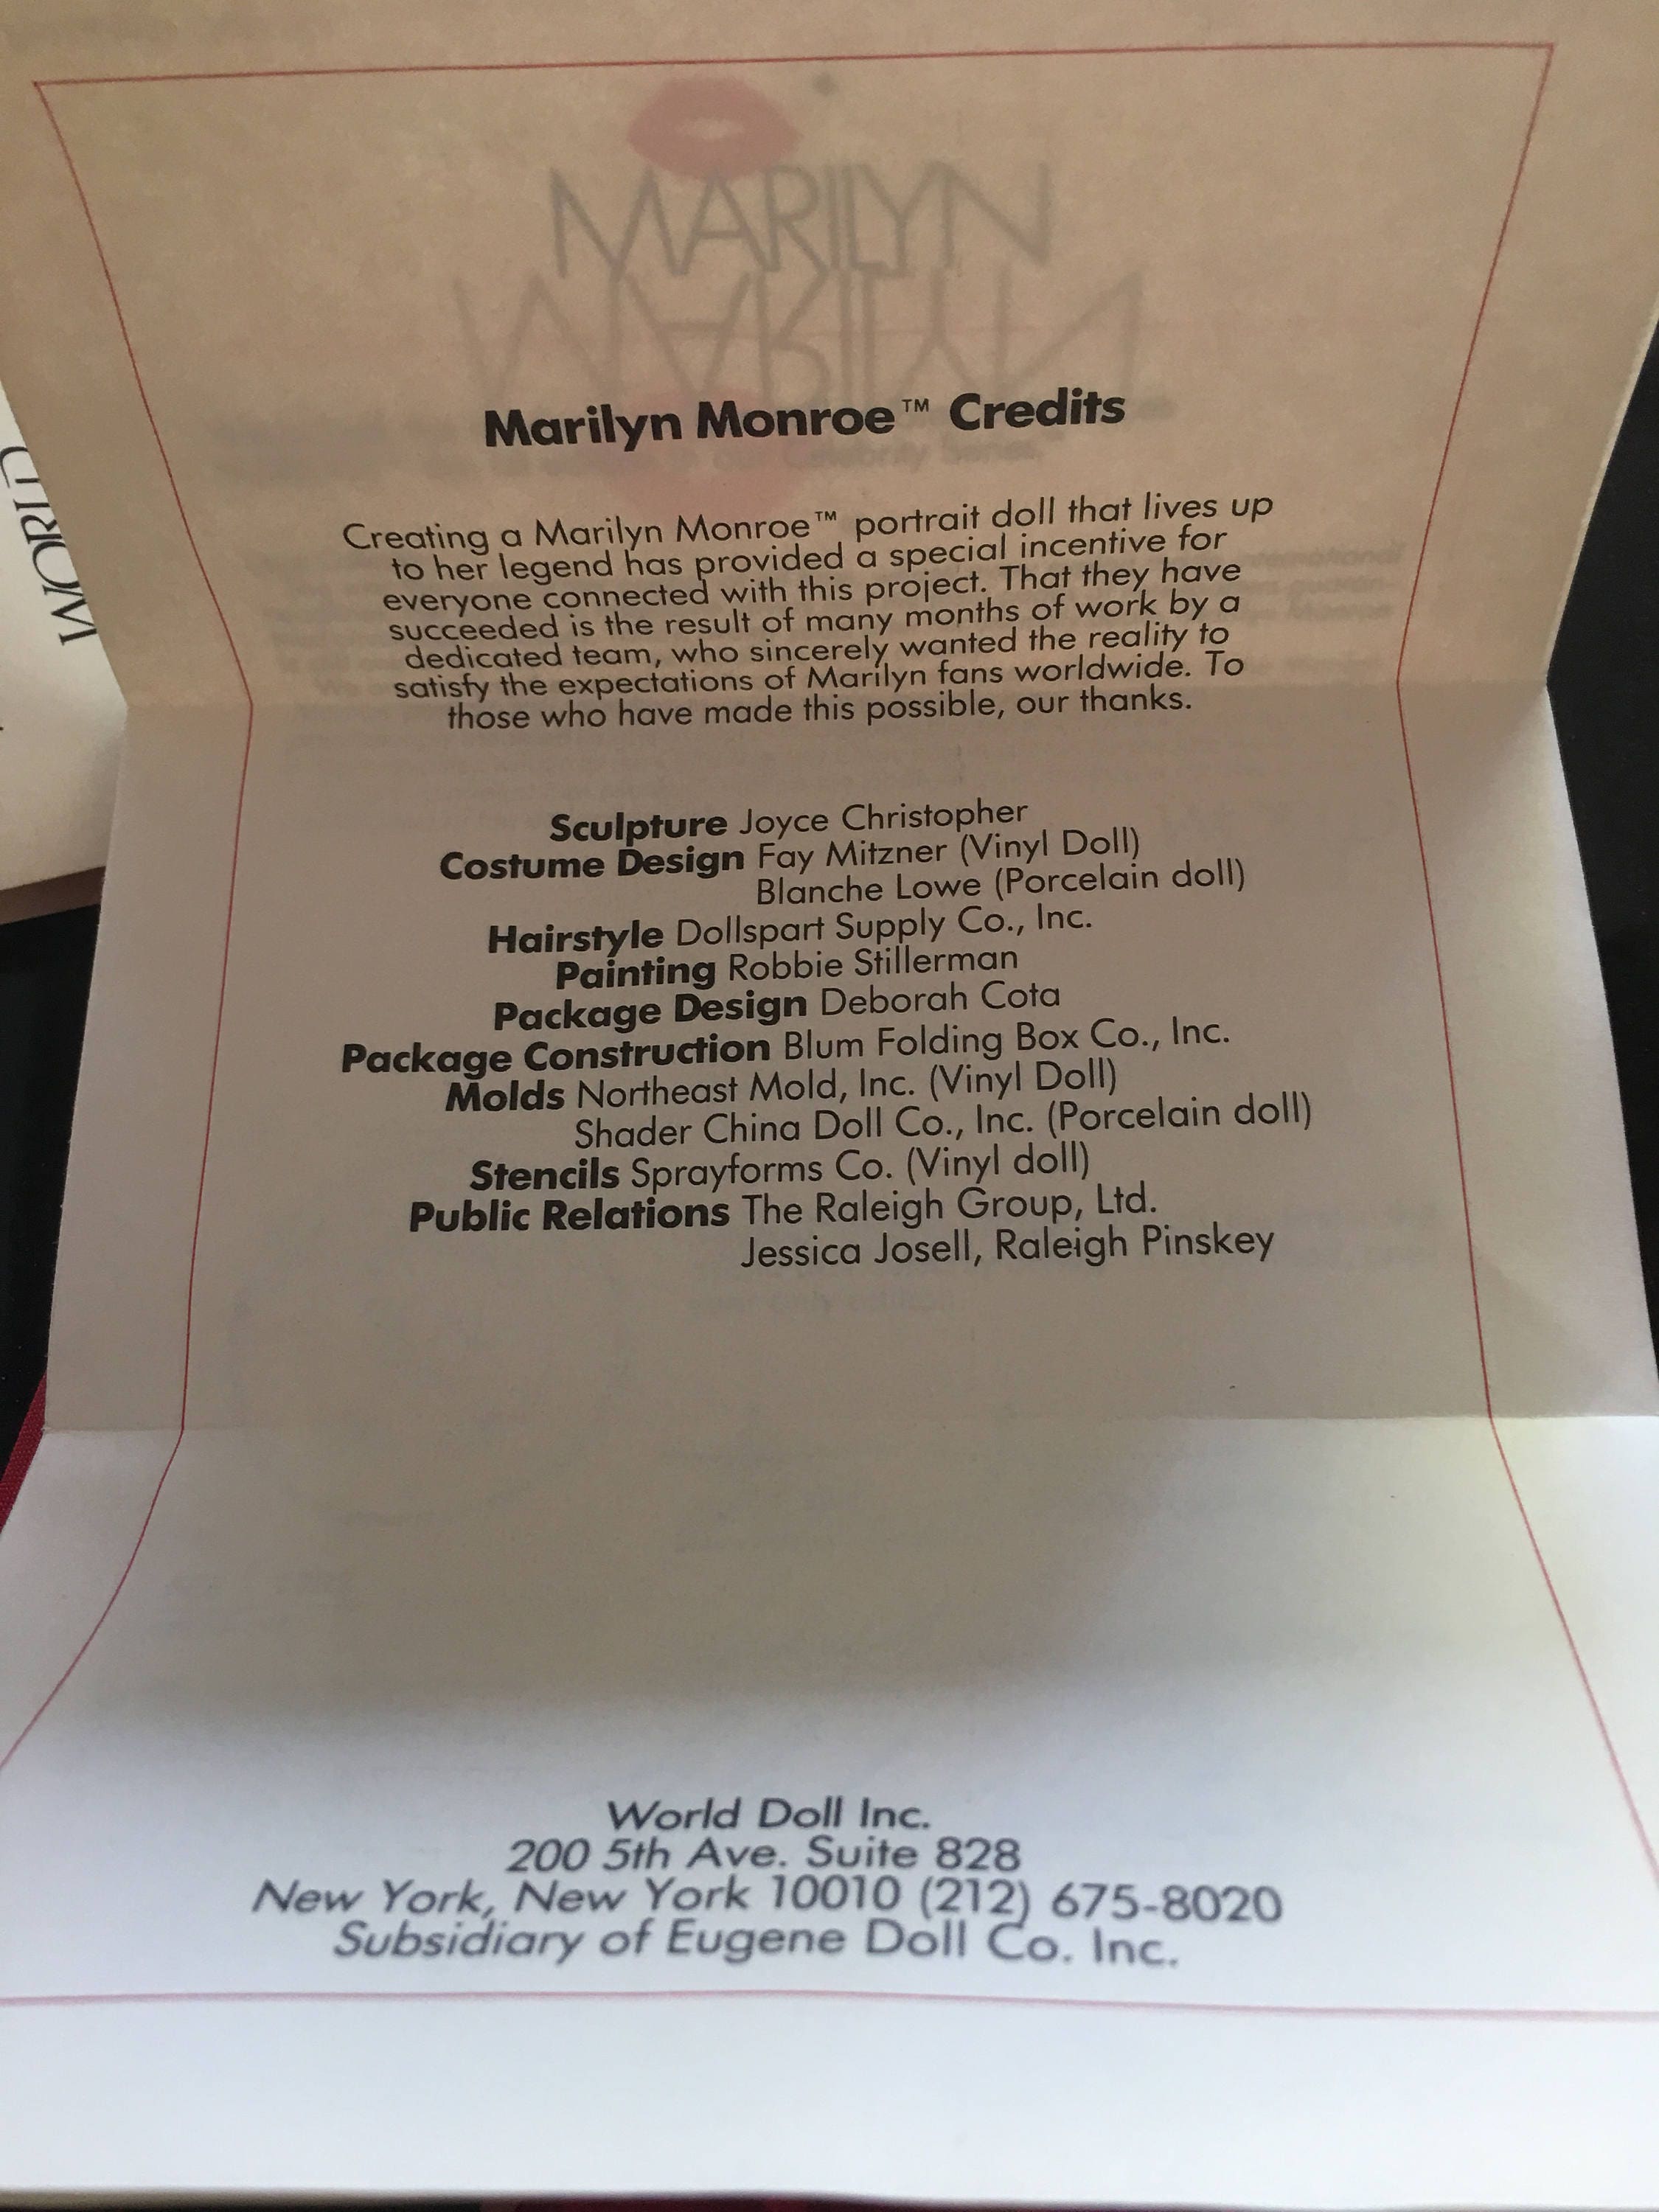 MARILYN
MARILYN
WORLD
Marilyn Monroe™ Credits
Creating a Marilyn Monroe™ portrait doll that lives up
to her legend has provided a special incentive for
everyone connected with this project. That they have
succeeded is the result of many months of work by a
dedicated team, who sincerely wanted the reality to
satisfy the expectations of Marilyn fans worldwide. To
those who have made this possible, our thanks.
Sculpture Joyce Christopher
Costume Design Fay Mitzner (Vinyl Doll)
Blanche Lowe (Porcelain doll)
Hairstyle Dollspart Supply Co., Inc.
Painting Robbie Stillerman
Package Design Deborah Cota
Package Construction Blum Folding Box Co., Inc.
Molds Northeast Mold, Inc. (Vinyl Doll)
Shader China Doll Co., Inc. (Porcelain doll)
Stencils Sprayforms Co. (Vinyl doll)
Public Relations The Raleigh Group, Ltd.
Jessica Josell, Raleigh Pinskey
World Doll Inc.
200 5th Ave. Suite 828
New York, New York 10010 (212) 675-8020
Subsidiary of Eugene Doll Co. Inc.